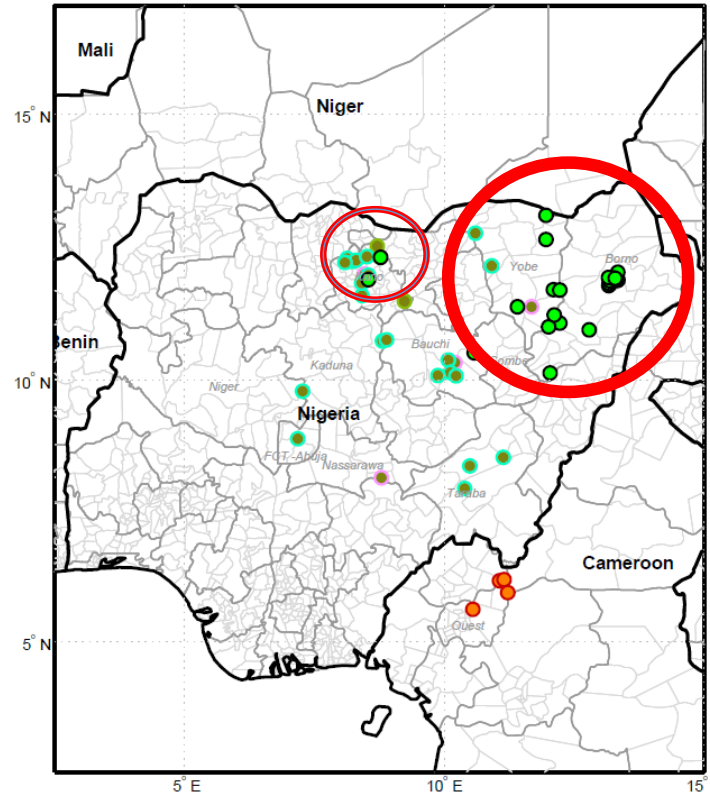 Mali
Niger
15° N
Borno
Yobe
Benin
Bauchi
Gombe
Kaduna
10° N
Niger
Nigeria
FCT,-Abuja
Nassarawa
Taraba
Cameroon
Ouest
5° N
5° E
10° E
15°